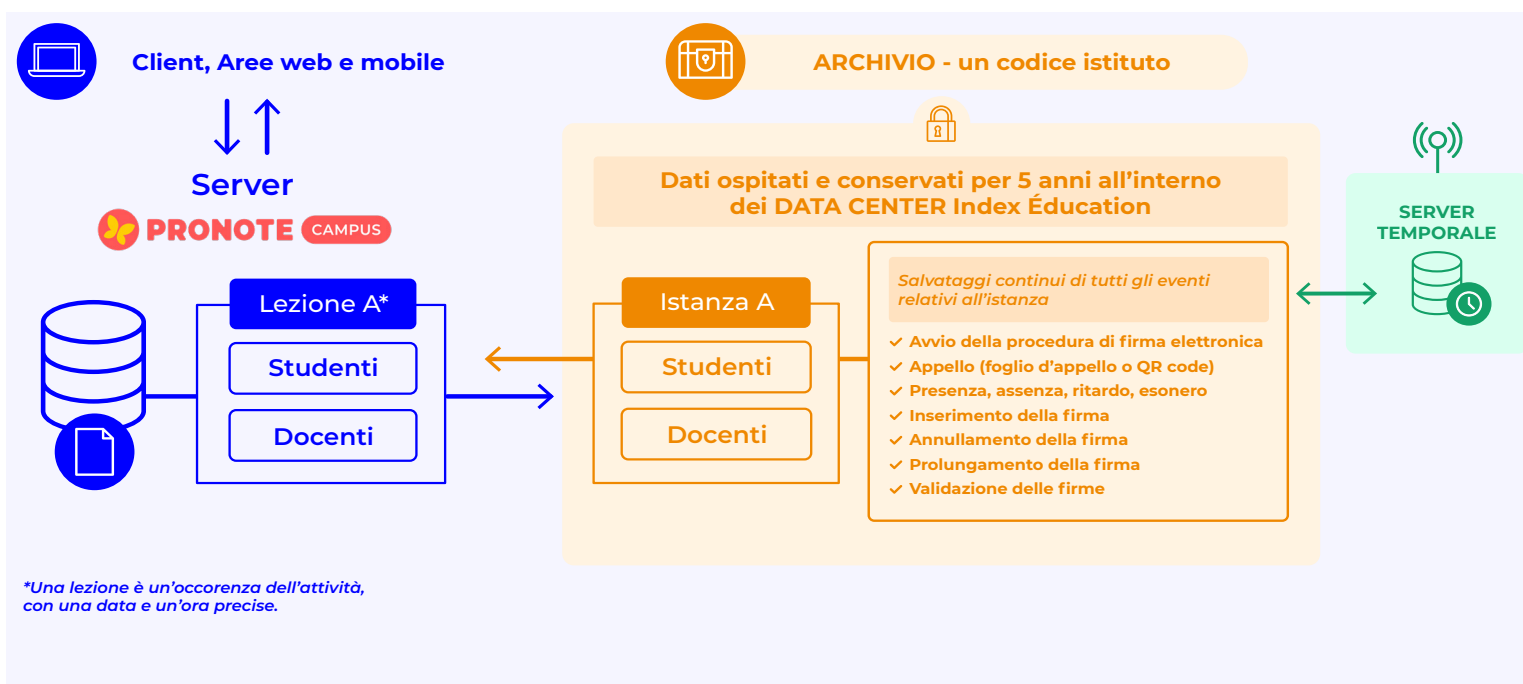 Client, Aree web e mobile
Server
PRONOTE CAMPUS
Lezione A*
Studenti
Docenti
*Una lezione è un'occorenza dell'attività,
con una data e un'ora precise.
ARCHIVIO - un codice istituto
Dati ospitati e conservati per 5 anni all'interno
dei DATA CENTER Index Éducation
Istanza A
Studenti
Docenti
Salvataggi continui di tutti gli eventi
relativi all'istanza
Avvio della procedura di firma elettronica
Appello (foglio d'appello o QR code)
Presenza, assenza, ritardo, esonero
Inserimento della firma
Annullamento della firma
Prolungamento della firma
Validazione delle firme
SERVER
TEMPORALE